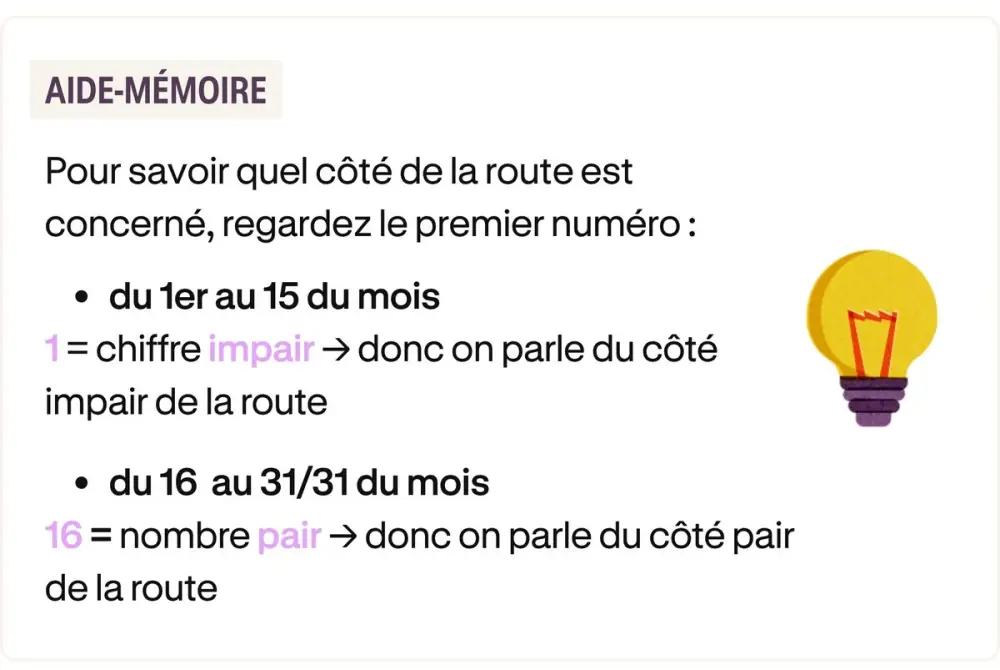 AIDE-MÉMOIRE
Pour savoir quel côté de la route est
concerné, regardez le premier numéro :
• du 1er au 15 du mois
1 = chiffre impair → donc on parle du côté
impair de la route
• du 16 au 31/31 du mois
16 = nombre pair → donc on parle du côté pair
de la route